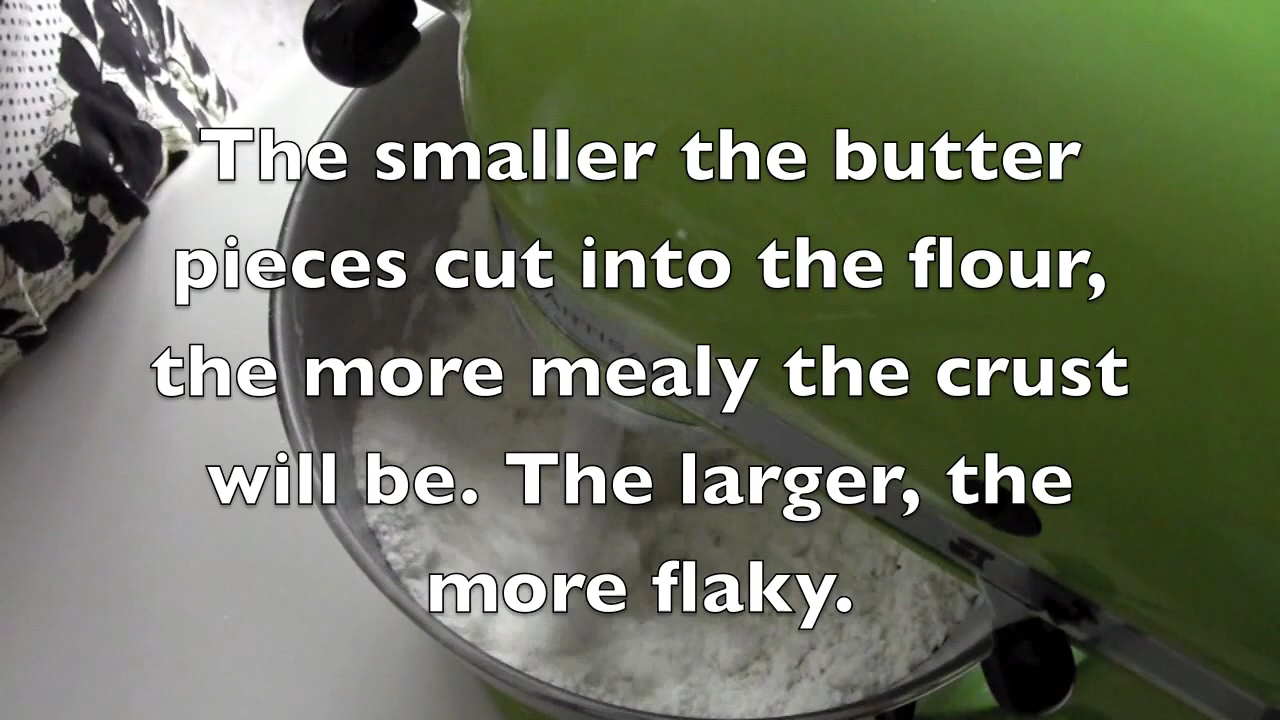 The smaller the butter
pieces cut into the flour,
the more mealy the crust
will be. The larger, the
more flaky.